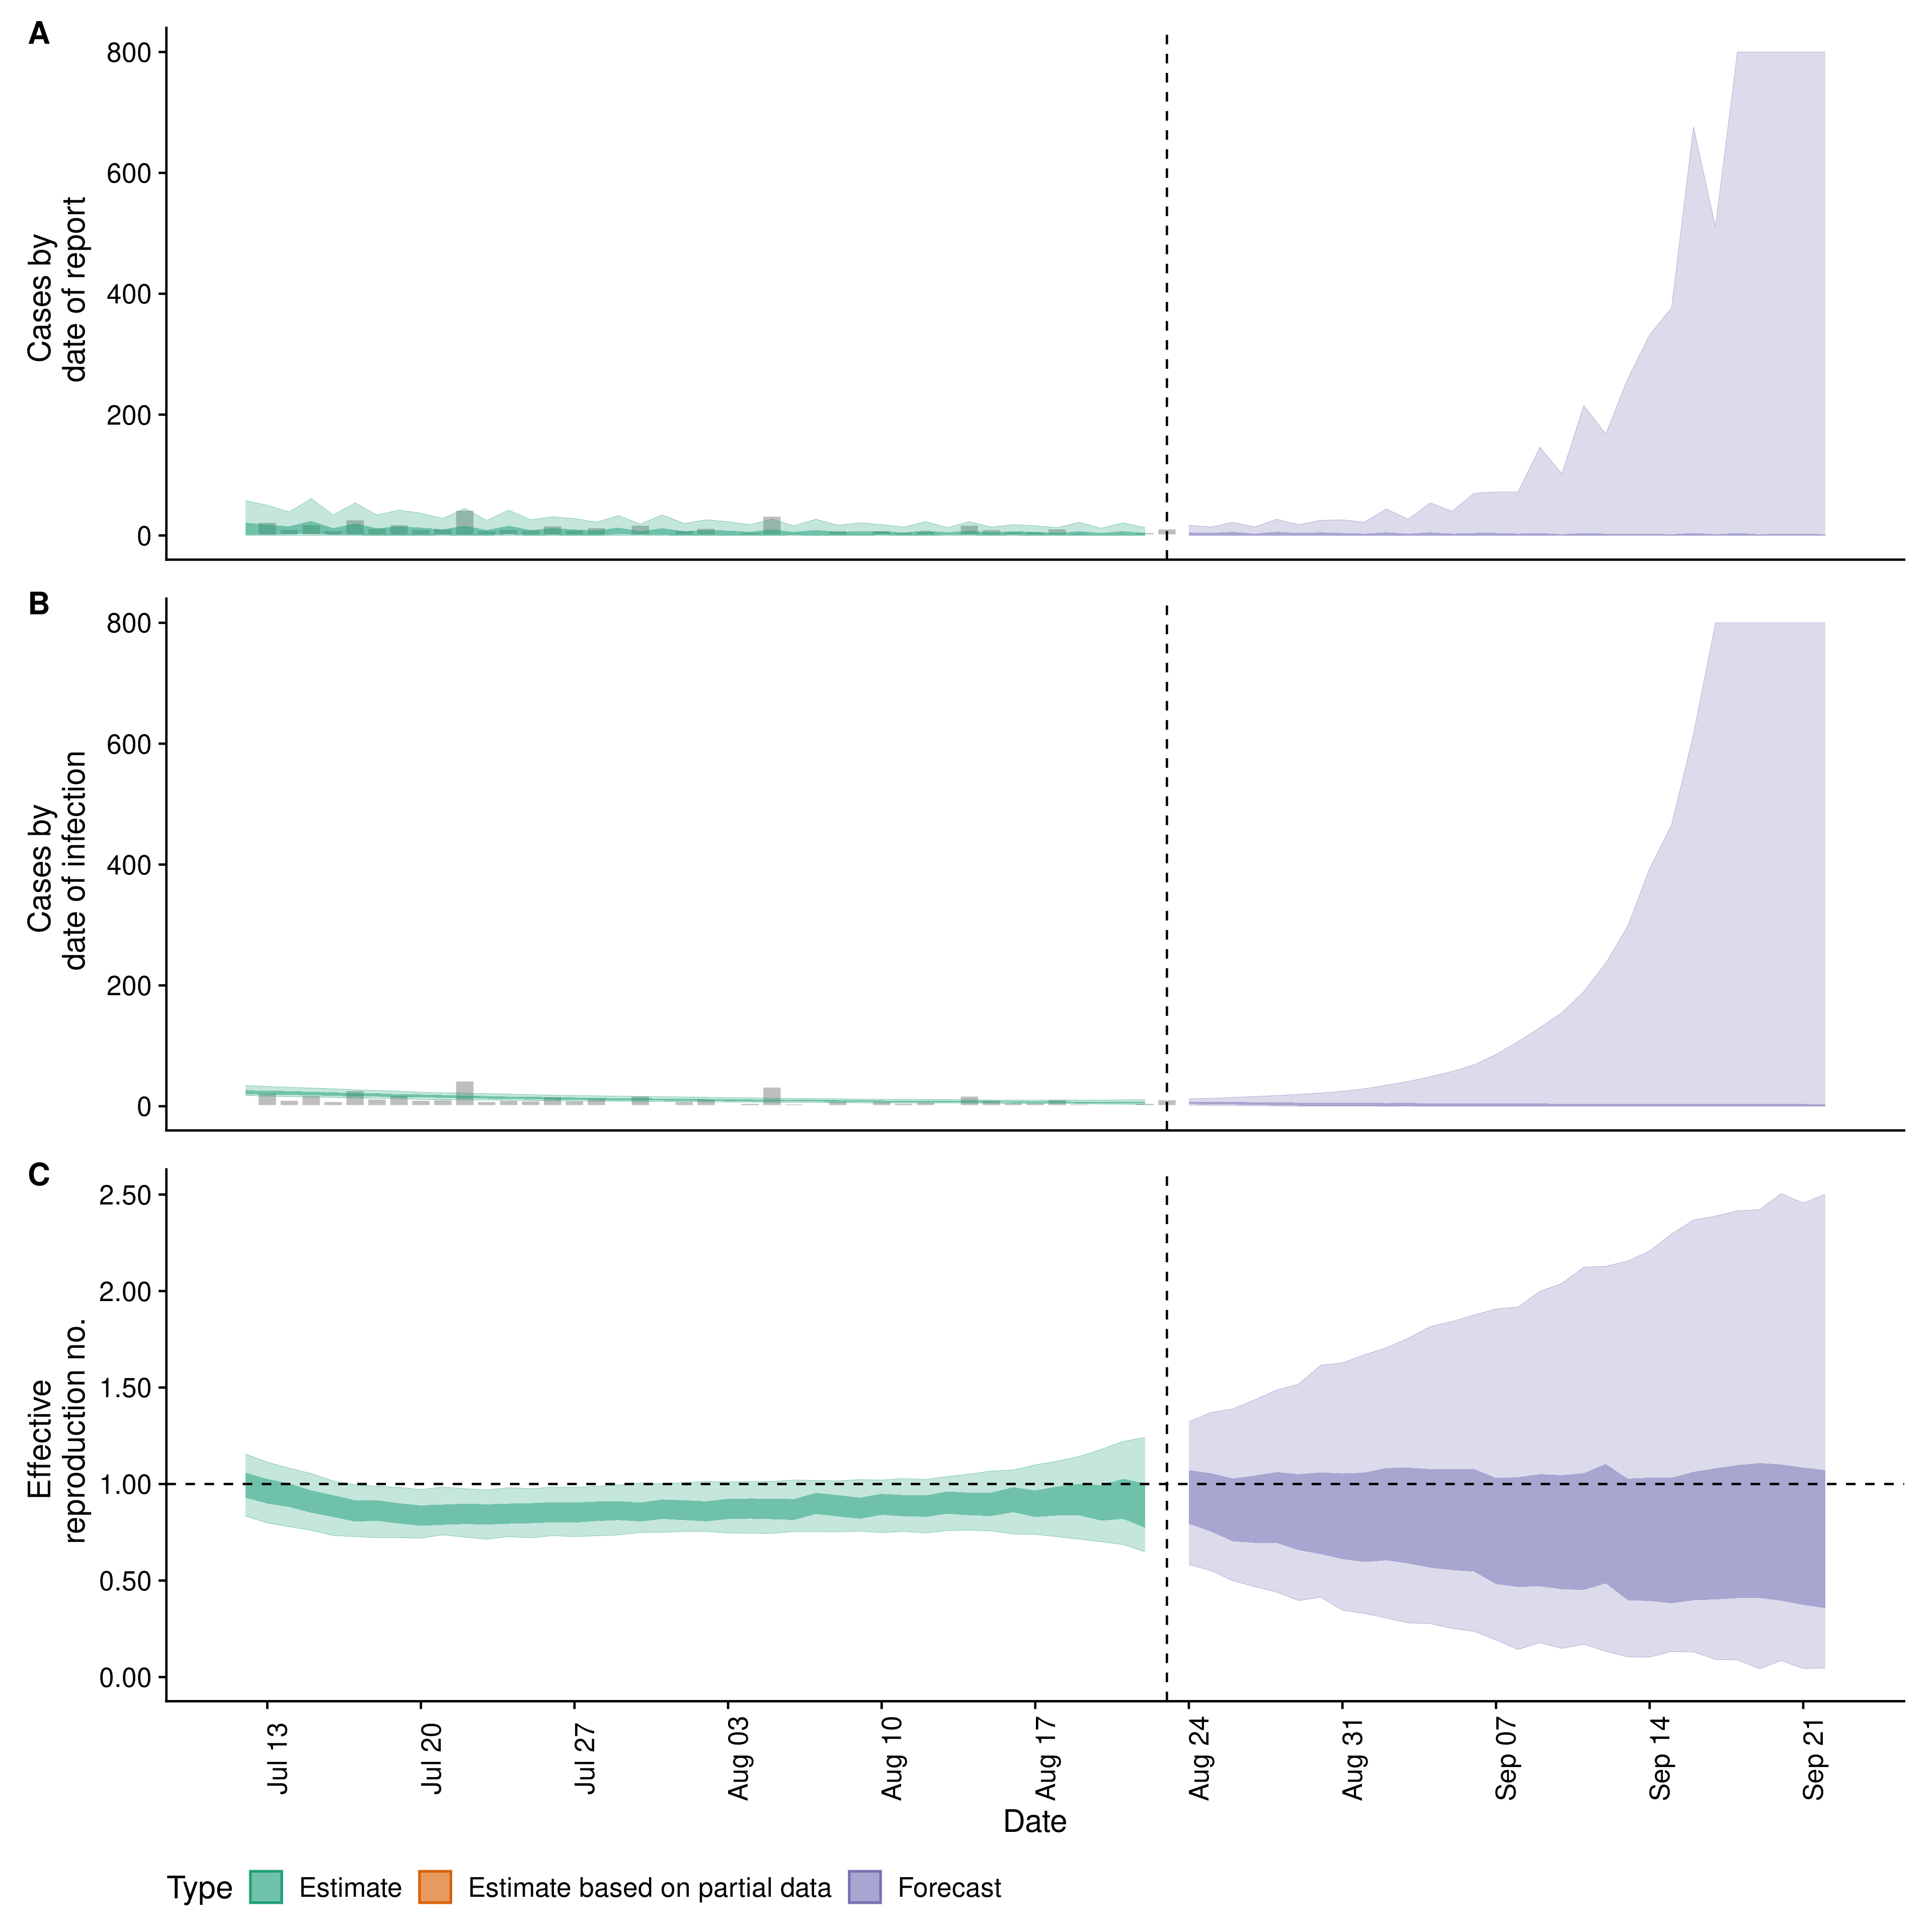 A
800
600
400
200
0
Cases by
date of report
B
800
600
400
200
0
Cases by
date of infection
C
2.50
2.00
1.50
1.00
0.50
0.00
Effective
reproduction no.
Jul 13
Jul 20
Jul 27
Aug 03
Aug 10
Aug 17
Aug 24
Aug 31
Sep 07
Sep 14
Sep 21
Date
Type Estimate Estimate based on partial data Forecast